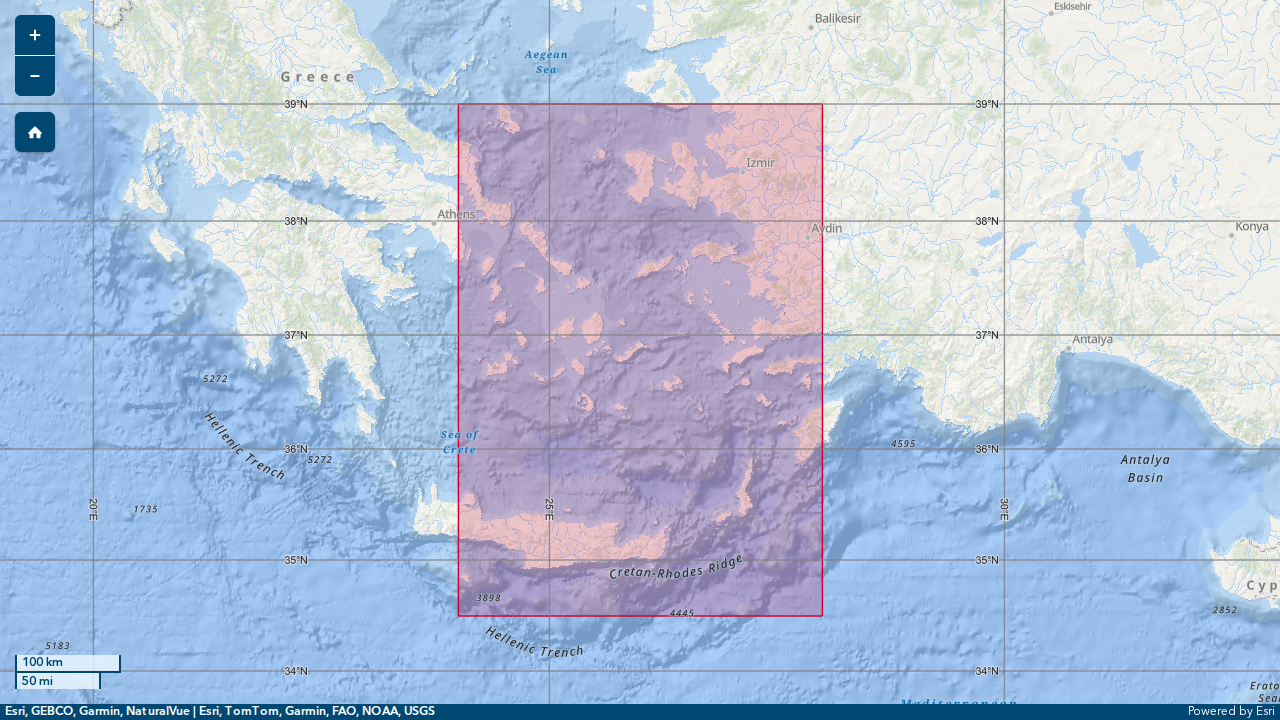 Eskisehir
Balikesir
+
Aegean
Sea
−
Greece
39°N
39°N
Izmir
38°N
Athens
38°N
Aydin
Konya
37°N
37°N
Antalya
5272
Hellenic Trench
Sea of
Crete
36°N
36°N
4595
5272
Antalya
Basin
1735
20°E
25°E
30°E
35°N
35°N
Cretan-Rhodes Ridge
Cyp
3898
4445
2852
Hellenic Trench
5183
100 km
34°N
34°N
50 mi
Erato
Sea
Mediterranean
Esri, GEBCO, Garmin, NaturalVue | Esri, TomTom, Garmin, FAO, NOAA, USGS
Powered by Esri